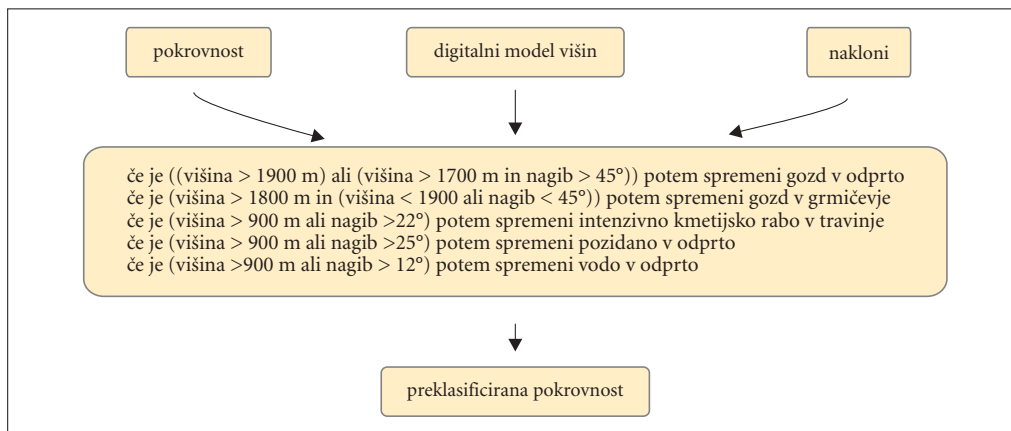 pokrovnost
digitalni model višin
nakloni
če je ((višina > 1900 m) ali (višina > 1700 m in nagib > 45°)) potem spremeni gozd v odprto
če je (višina > 1800 m in (višina < 1900 ali nagib < 45°)) potem spremeni gozd v grmičevje
če je (višina > 900 m ali nagib >22°) potem spremeni intenzivno kmetijsko rabo v travinje
če je (višina > 900 m ali nagib >25°) potem spremeni pozidano v odprto
če je (višina >900 m ali nagib > 12°) potem spremeni vodo v odprto
preklasificirana pokrovnost